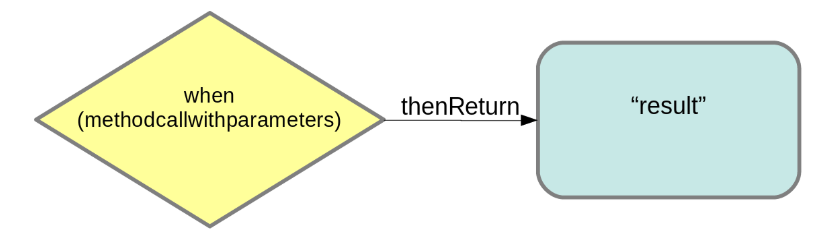 when
(methodcallwithparameters)
thenReturn
“result”